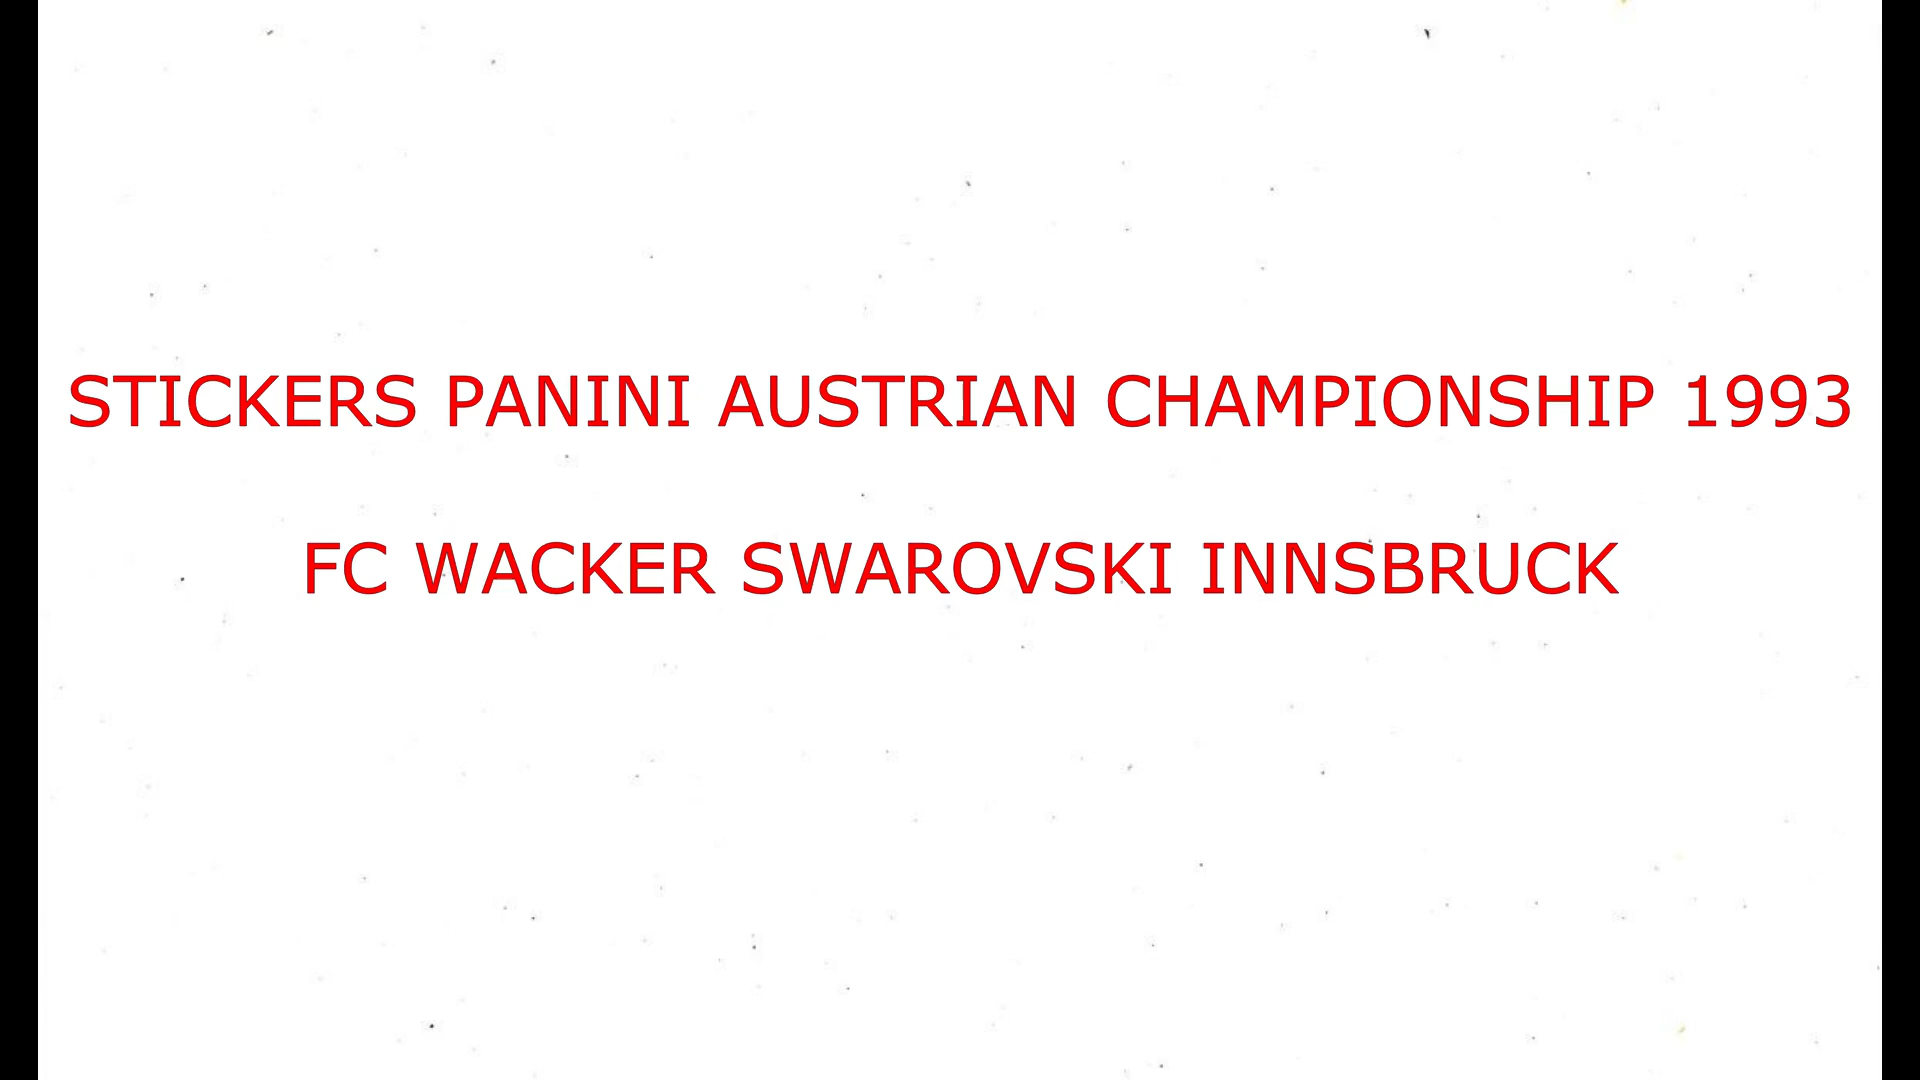 STICKERS PANINI AUSTRIAN CHAMPIONSHIP 1993
FC WACKER SWAROVSKI INNSBRUCK